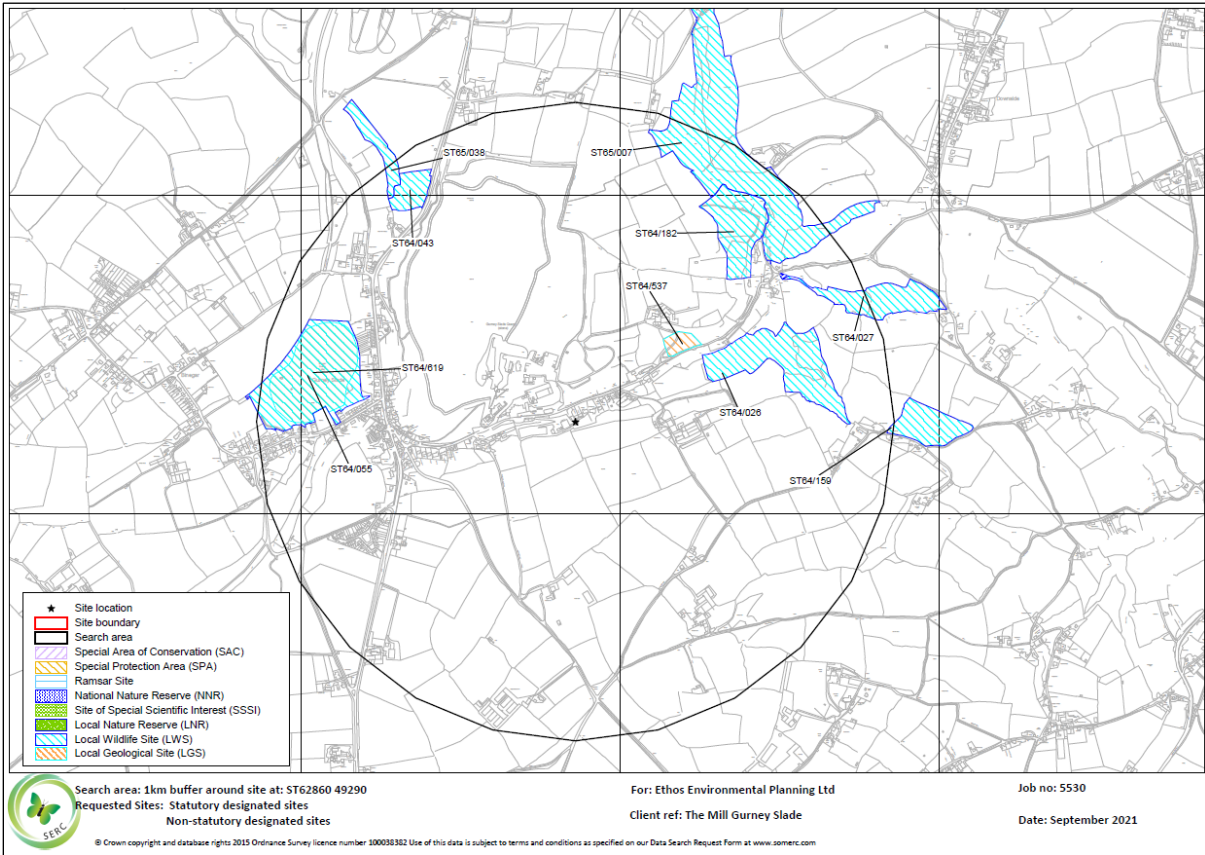 ST65/038
ST65/007
ST64/043
ST64/182
ST64/537
ST64/027
ST64/619
ST64/026
ST64/055
ST64/159
Site location
Site boundary
Search area
Special Area of Conservation (SAC)
Special Protection Area (SPA)
Ramsar Site
National Nature Reserve (NNR)
Site of Special Scientific Interest (SSSI)
Local Nature Reserve (LNR)
Local Wildlife Site (LWS)
Local Geological Site (LGS)
SERC
Search area: 1km buffer around site at: ST62860 49290
Requested Sites: Statutory designated sites
Non-statutory designated sites
For: Ethos Environmental Planning Ltd
Client ref: The Mill Gurney Slade
Job no: 5530
Date: September 2021
© Crown copyright and database rights 2015 Ordnance Survey licence number 100038382 Use of this data is subject to terms and conditions as specified on our Data Search Request Form at www.somerc.com